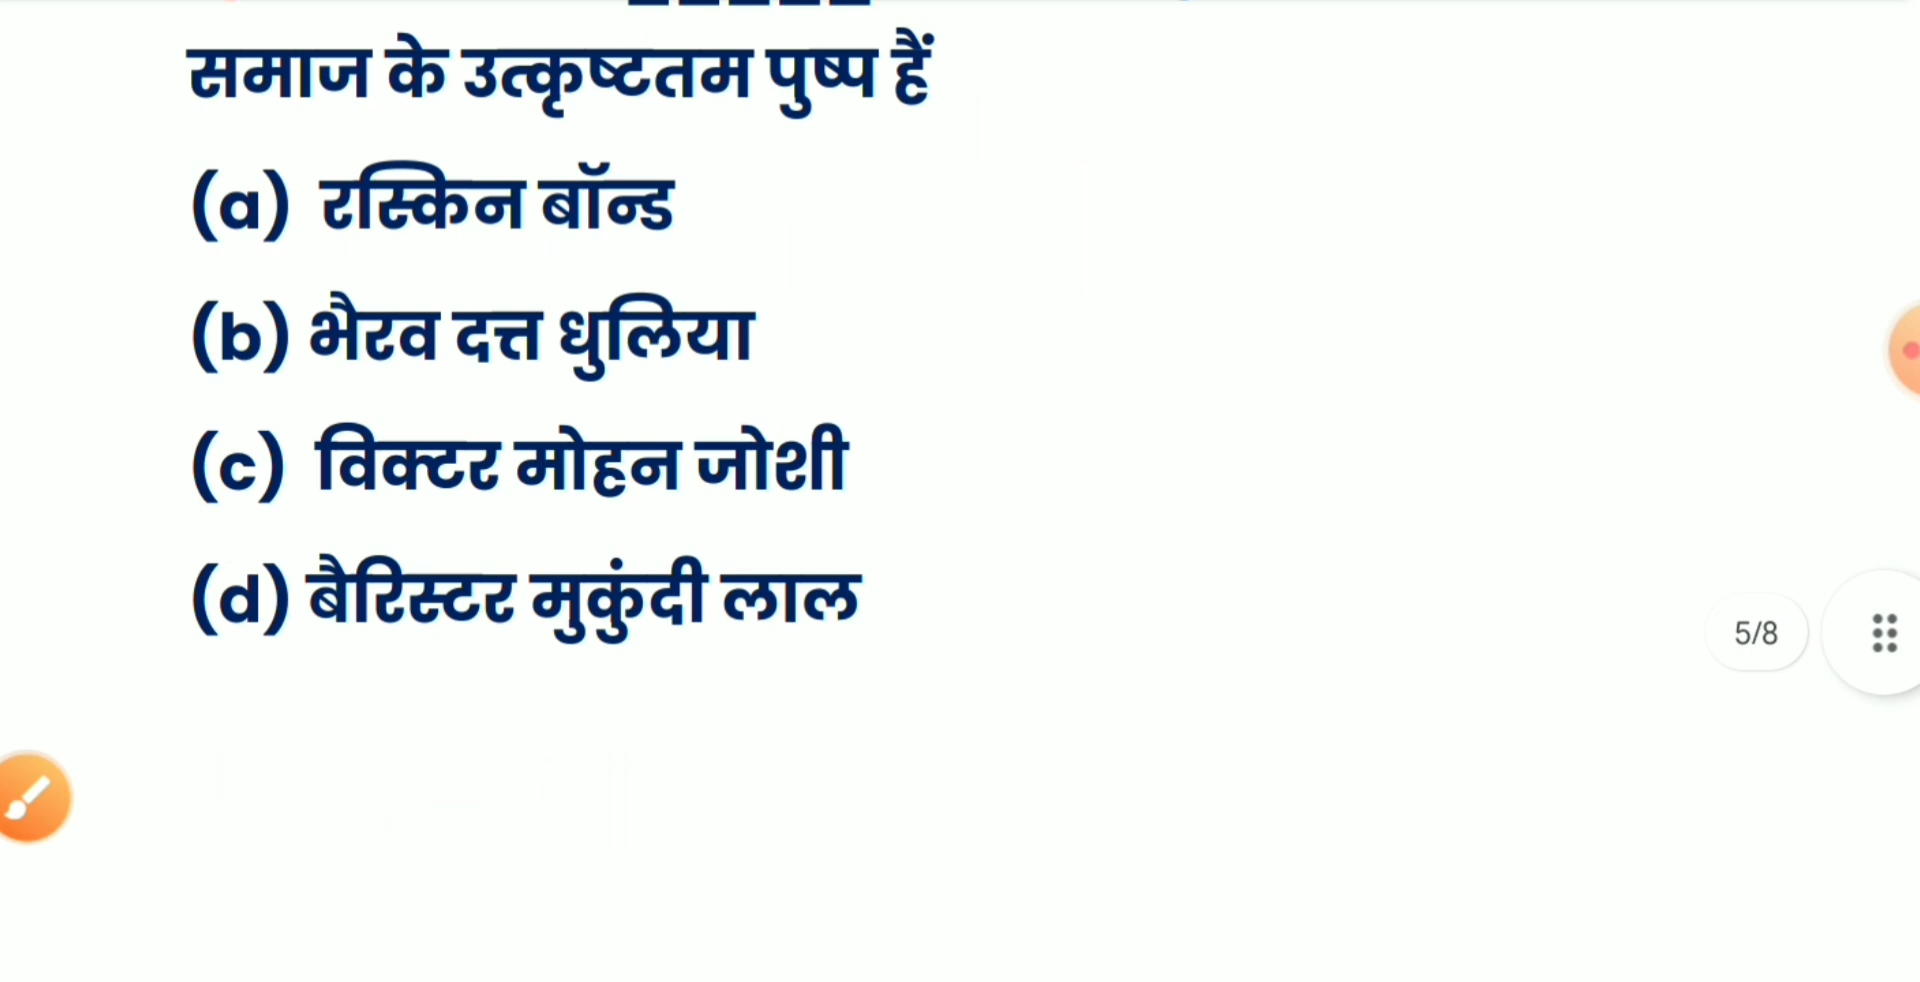 समाज के उत्कृष्टतम पुष्प हैं
(a) रस्किन बॉन्ड
(b) भैरव दत्त धुलिया
(c) विक्टर मोहन जोशी
(d) बैरिस्टर मुकुंदी लाल
5/8